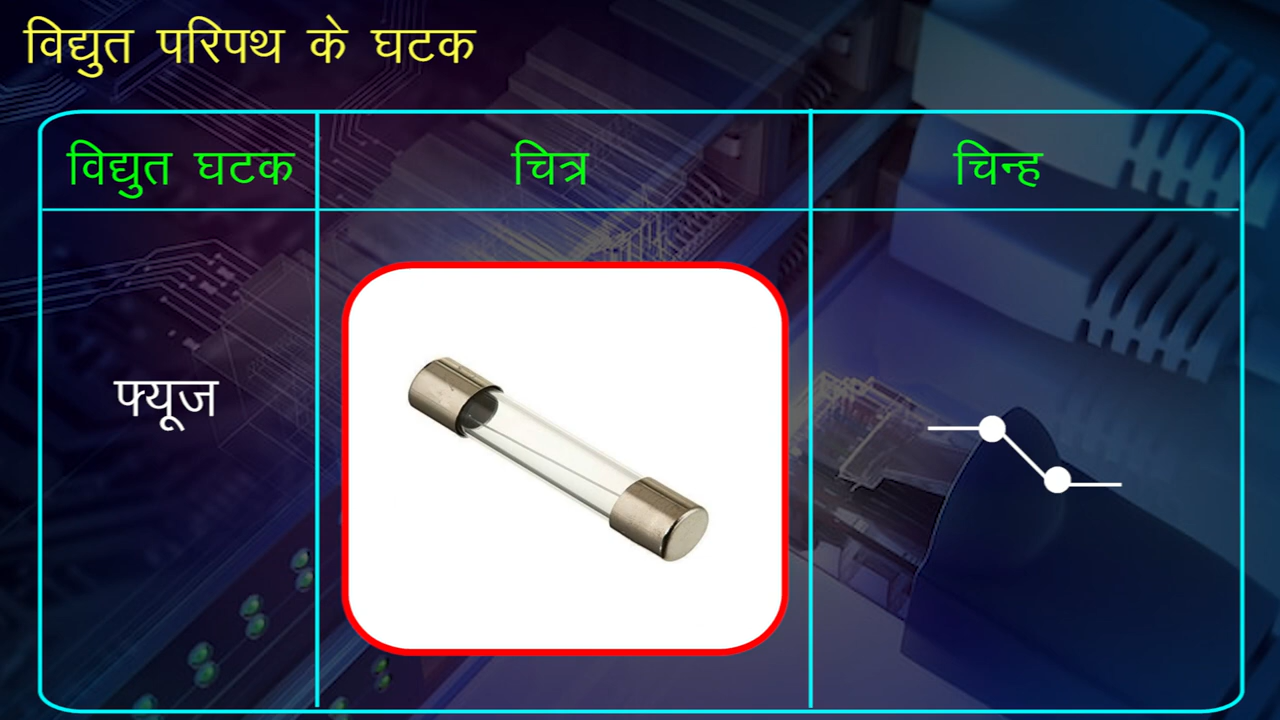 विद्युत परिपथ के घटक
विद्युत घटक चित्र चिन्ह
फ्यूज